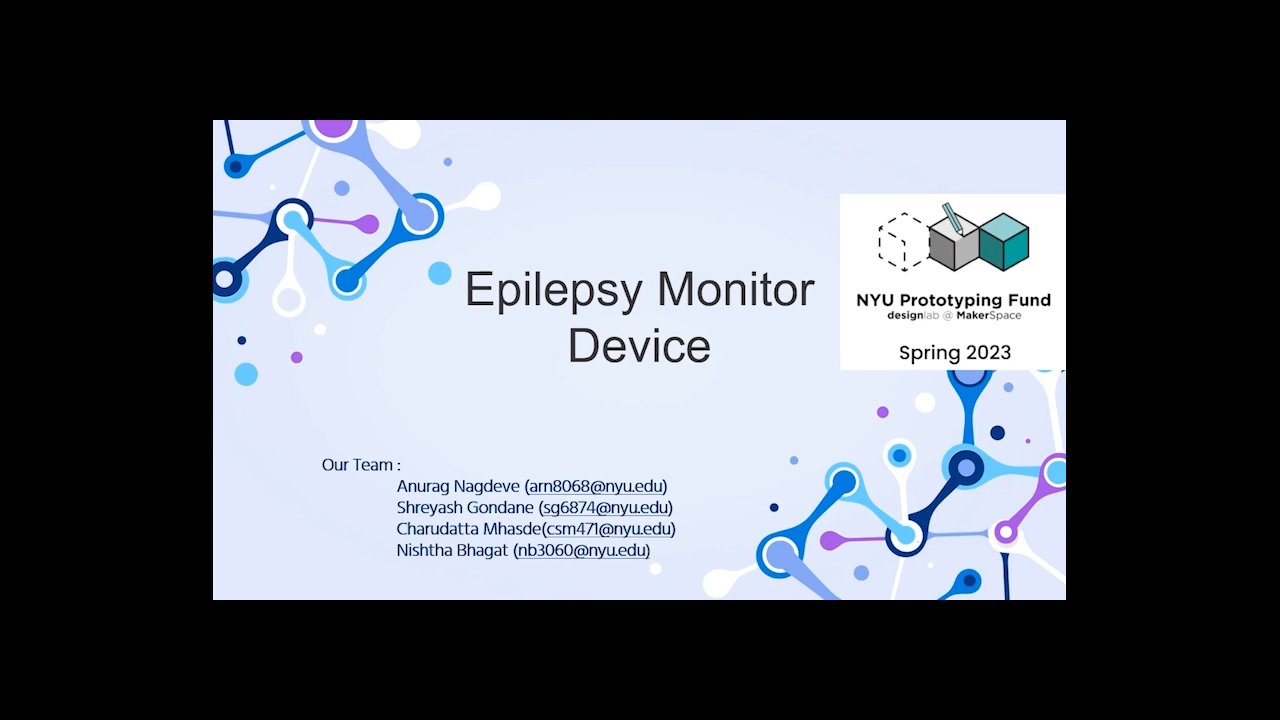 Epilepsy Monitor
Device
NYU Prototyping Fund
designlab @ MakerSpace
Spring 2023
Our Team :
Anurag Nagdeve (arn8068@nyu.edu)
Shreyash Gondane (sg6874@nyu.edu)
Charudatta Mhasde(csm471@nyu.edu)
Nishtha Bhagat (nb3060@nyu.edu)